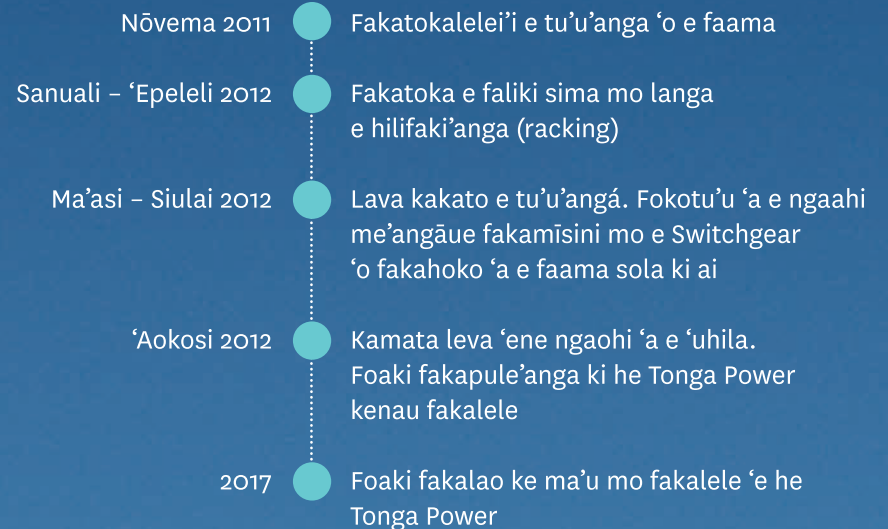 Nōvema 2011 Fakatokalelei’i e tu’u’anga ‘o e faama
Sanuali – ‘Epeleli 2012 Fakatoka e faliki sima mo langa
e hilifaki’anga (racking)
Ma’asi – Siulai 2012 Lava kakato e tu’u’angá. Fokotu’u ‘a e ngaahi
me’angāue fakamīsini mo e Switchgear
‘o fakahoko ‘a e faama sola ki ai
‘Aokosi 2012 Kamata leva ‘ene ngaohi ‘a e ‘uhila.
Foaki fakapule’anga ki he Tonga Power
kenau fakalele
2017 Foaki fakalao ke ma’u mo fakalele ‘e he
Tonga Power